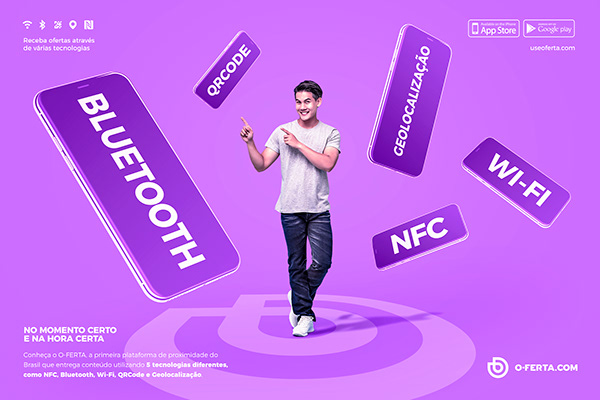 Receba ofertas através
de várias tecnologias
Available on the iPhone
App Store
Google play
useoferta.com
BLUETOOTH
QRCODE
GEOLOCALIZAÇÃO
WI-FI
NFC
NO MOMENTO CERTO
E NA HORA CERTA
Conheça o O-FERTA, a primeira plataforma de proximidade do
Brasil que entrega conteúdo utilizando 5 tecnologias diferentes,
como NFC, Bluetooth, Wi-Fi, QRCode e Geolocalização.
O-FERTA.COM